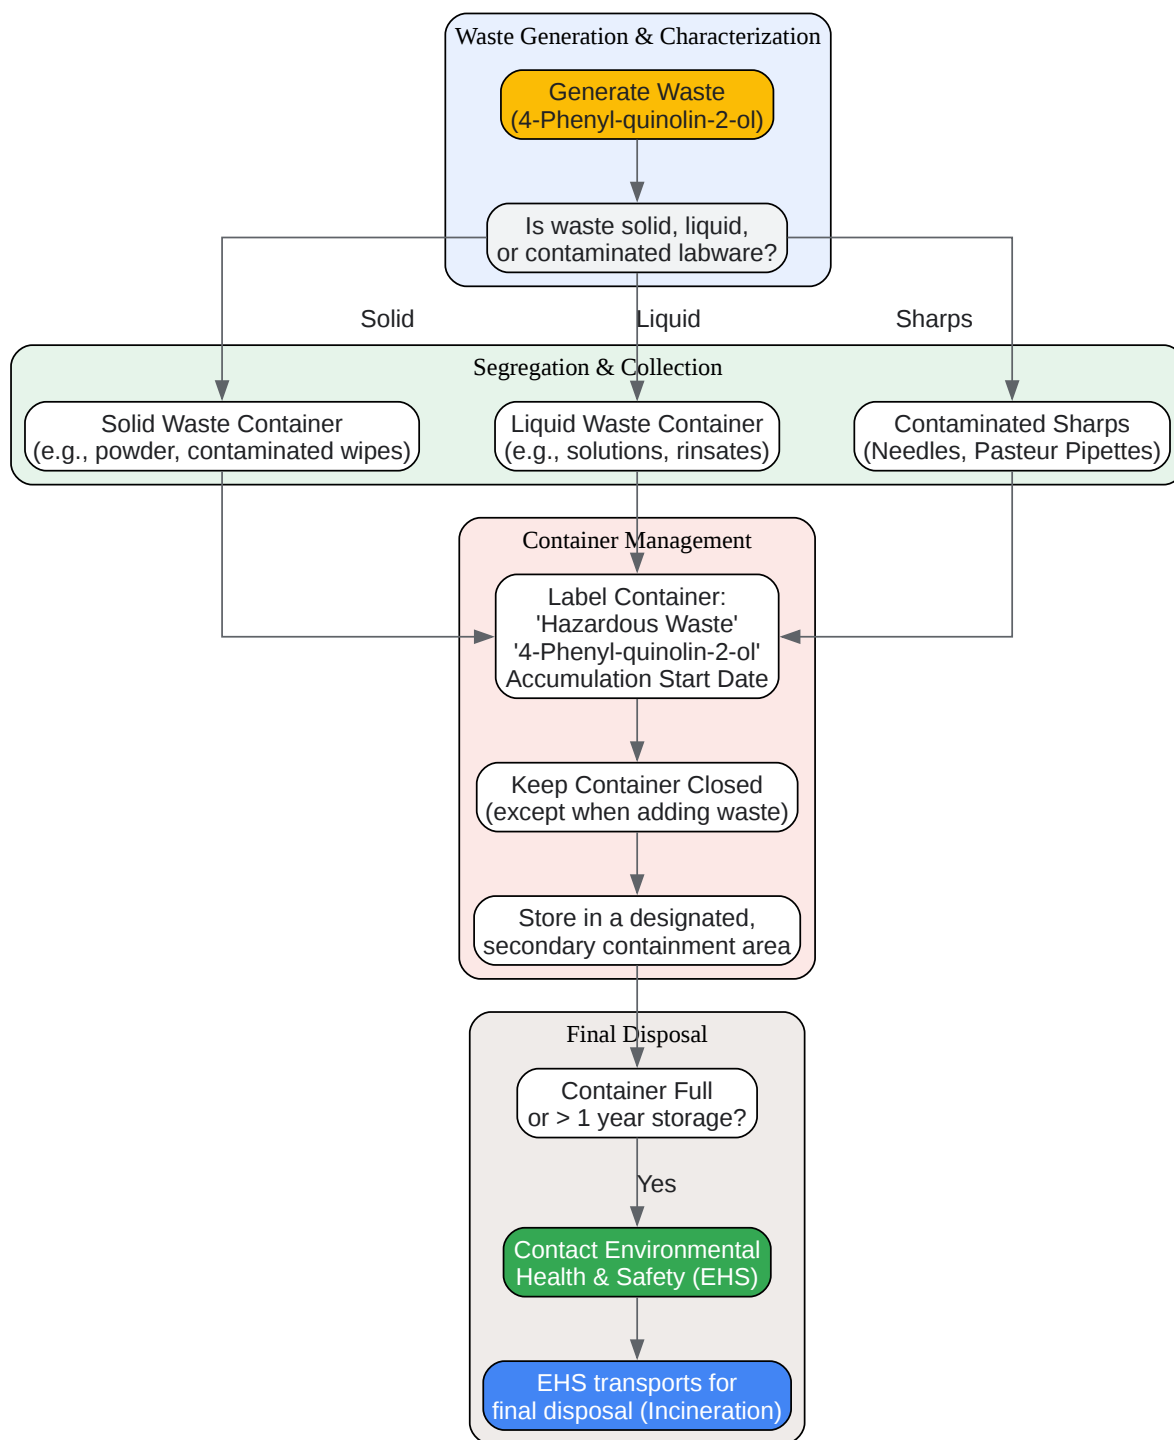 Waste Generation & Characterization
Generate Waste
(4-Phenyl-quinolin-2-ol)
Is waste solid, liquid,
or contaminated labware?
Solid
Liquid
Sharps
Segregation & Collection
Solid Waste Container
(e.g., powder, contaminated wipes)
Liquid Waste Container
(e.g., solutions, rinsates)
Contaminated Sharps
(Needles, Pasteur Pipettes)
Container Management
Label Container:
'Hazardous Waste'
'4-Phenyl-quinolin-2-ol'
Accumulation Start Date
Keep Container Closed
(except when adding waste)
Store in a designated,
secondary containment area
Final Disposal
Container Full
or > 1 year storage?
Yes
Contact Environmental
Health & Safety (EHS)
EHS transports for
final disposal (Incineration)